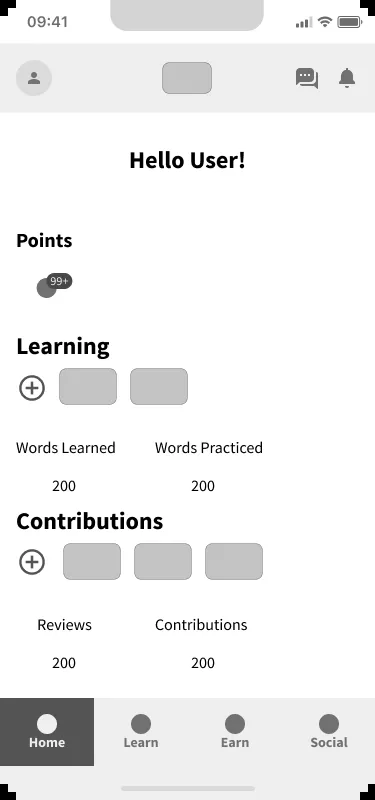 09:41
Hello User!
Points
99+
Learning
Words Learned Words Practiced
200 200
Contributions
Reviews Contributions
200 200
Home Learn Earn Social